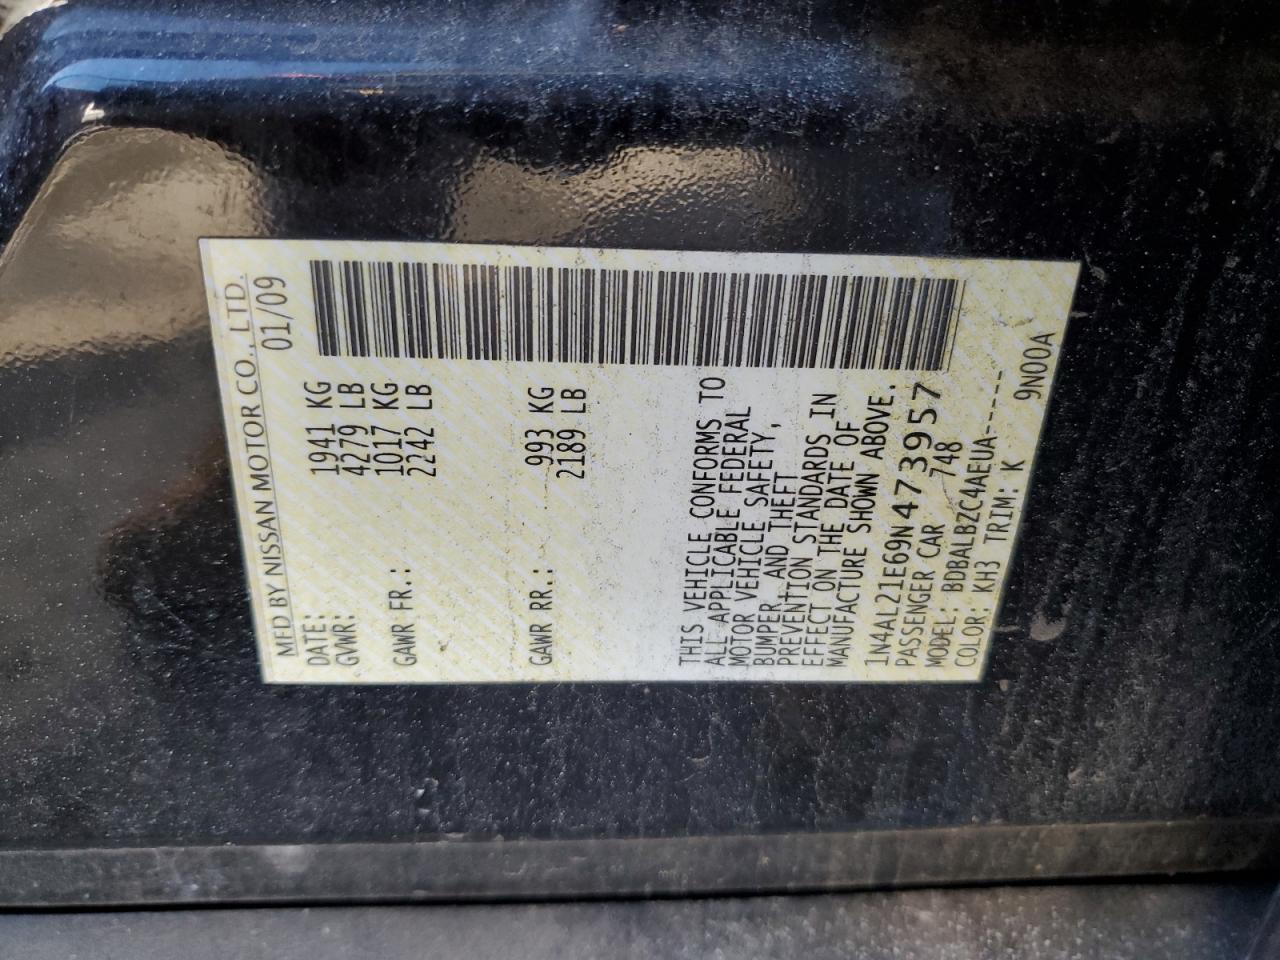 MFD BY NISSAN MOTOR CO., LTD.
DATE: 01/09
GVWR: 1941 KG
4279 LB
GAWR FR.: 1017 KG
2242 LB
GAWR RR.: 993 KG
2189 LB
THIS VEHICLE CONFORMS TO
ALL APPLICABLE FEDERAL
MOTOR VEHICLE SAFETY,
BUMPER, AND THEFT
PREVENTION STANDARDS IN
EFFECT ON THE DATE OF
MANUFACTURE SHOWN ABOVE.
1N4AL21E69N473957
PASSENGER CAR 748
MODEL: BDBALBZC4AEUA-----
COLOR: KH3 TRIM: K 9N00A